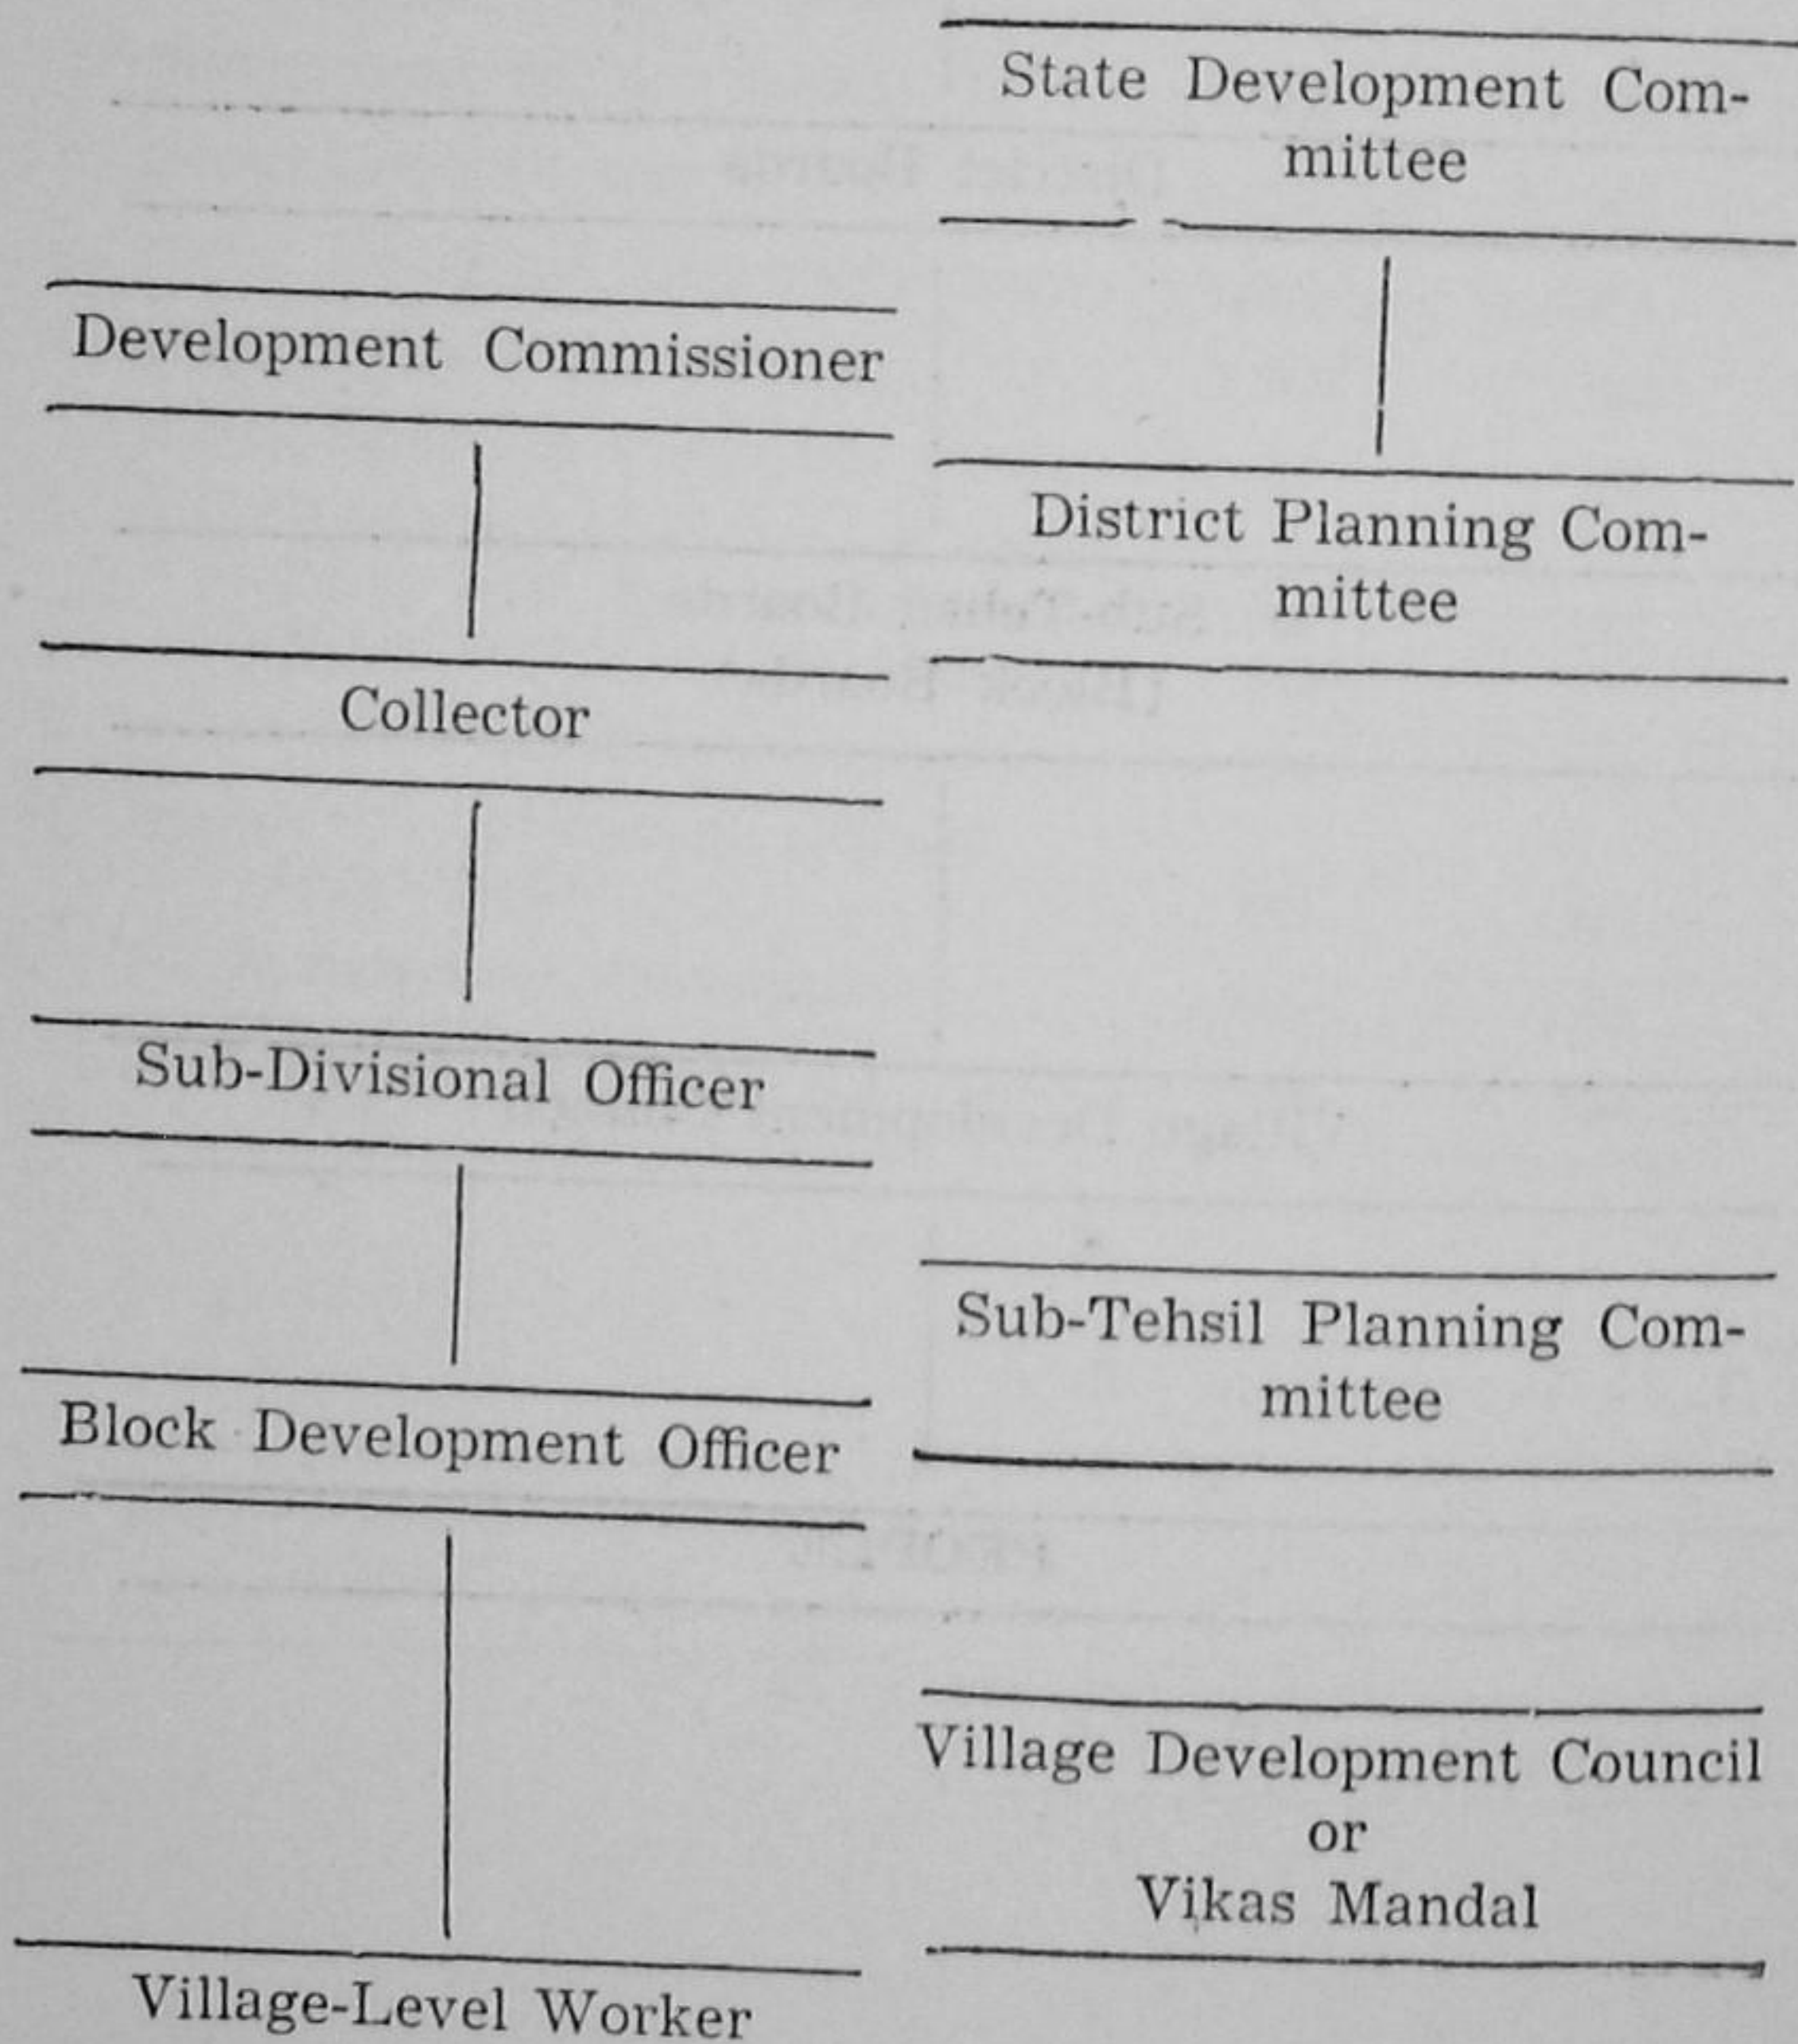 State Development Com-
mittee
Development Commissioner
District Planning Com-
mittee
Collector
Sub-Divisional Officer
Sub-Tehsil Planning Com-
mittee
Block Development Officer
Village Development Council
or
Vikas Mandal
Village-Level Worker